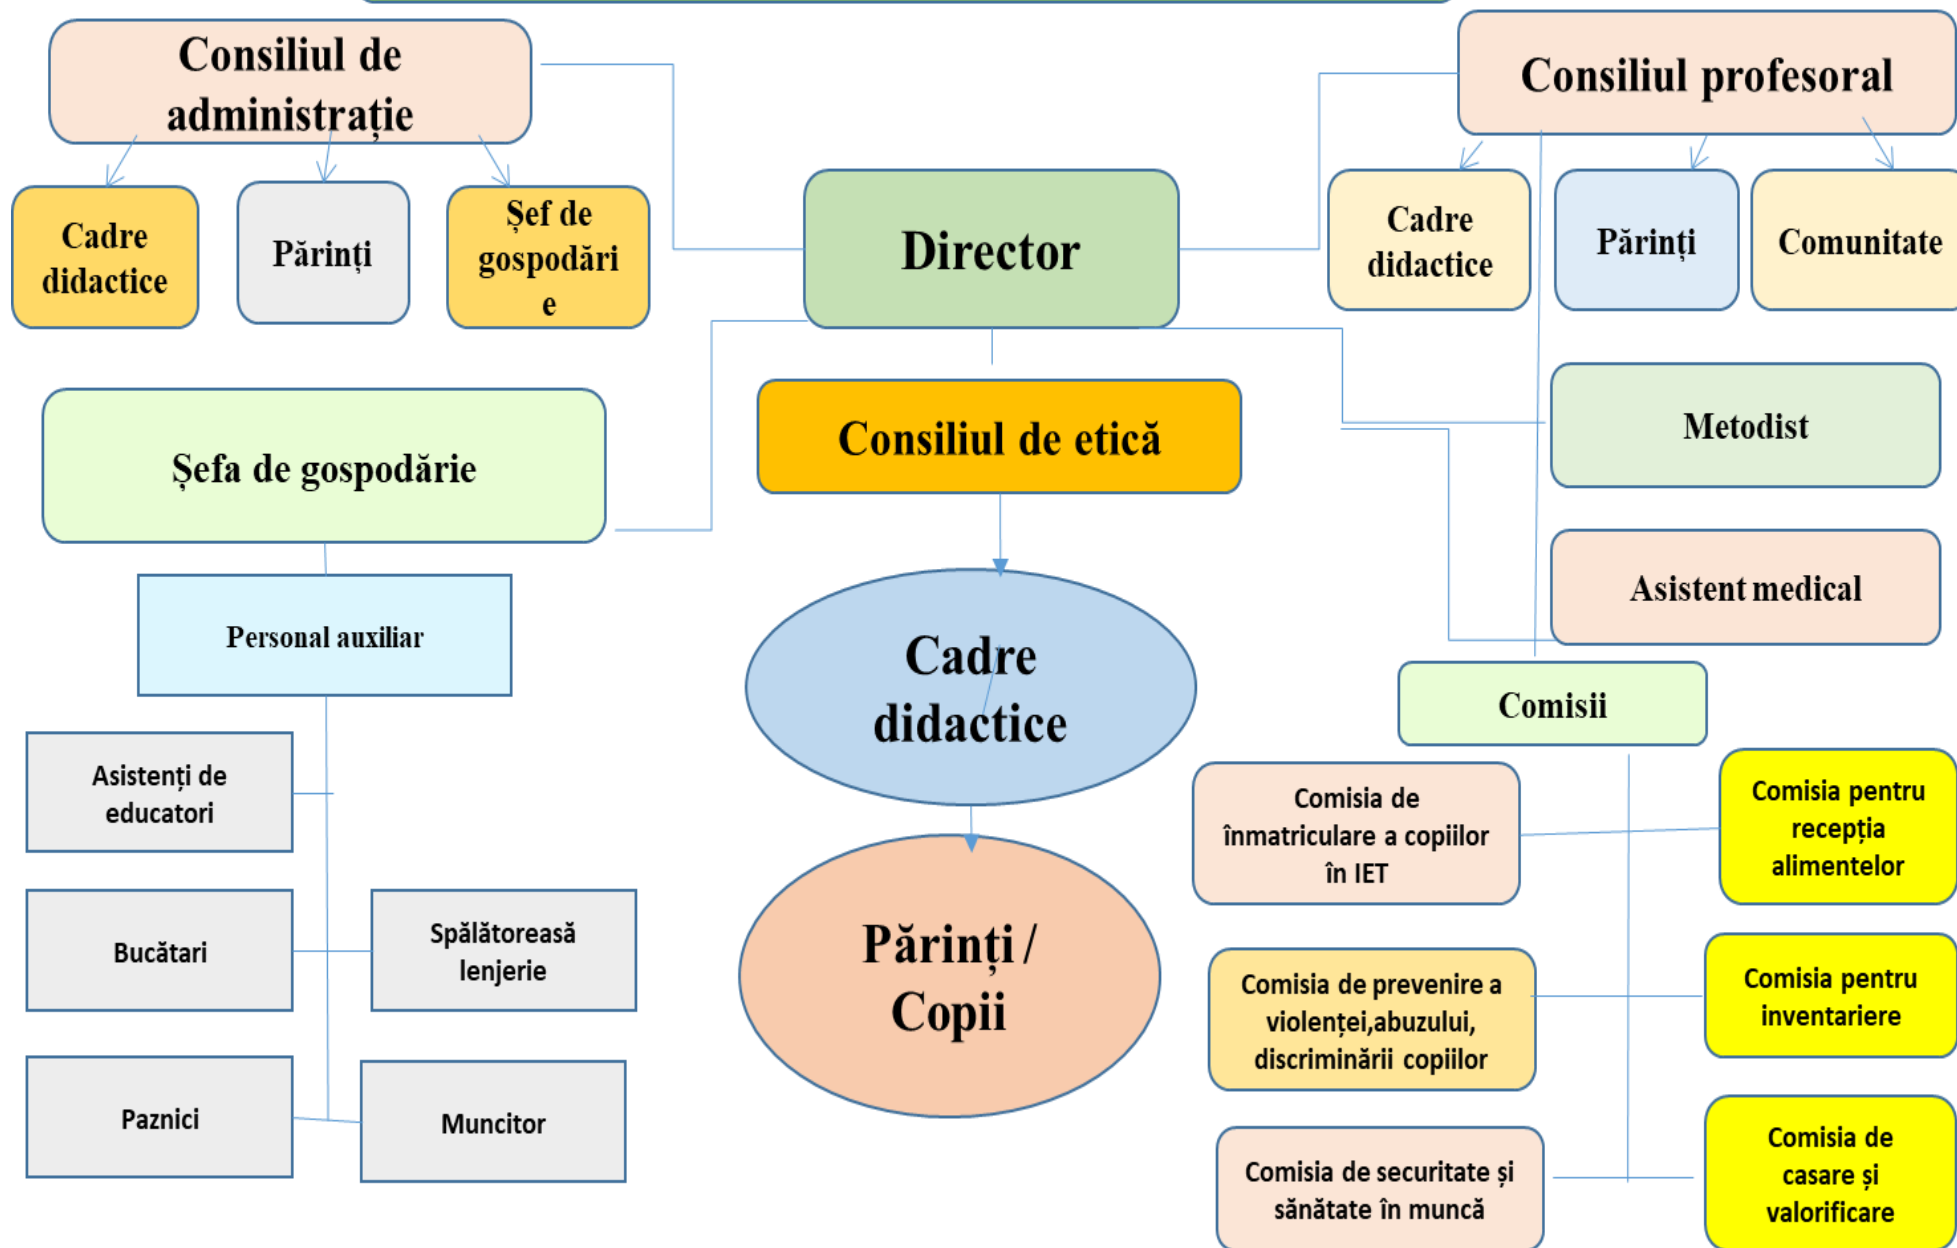 Consiliul de
administrație
Consiliul profesoral
Cadre
didactice
Părinți
Șef de
gospodări
e
Director
Cadre
didactice
Părinți
Comunitate
Șefa de gospodărie
Consiliul de etică
Metodist
Asistent medical
Personal auxiliar
Cadre
didactice
Comisii
Asistenți de
educatori
Bucătari
Spălătoreasă
lenjerie
Paznici
Muncitor
Părinți /
Copii
Comisia de
înmatriculare a copiilor
în IET
Comisia pentru
recepția
alimentelor
Comisia de prevenire a
violenței,abuzului,
discriminării copiilor
Comisia pentru
inventariere
Comisia de securitate și
sănătate în muncă
Comisia de
casare și
valorificare